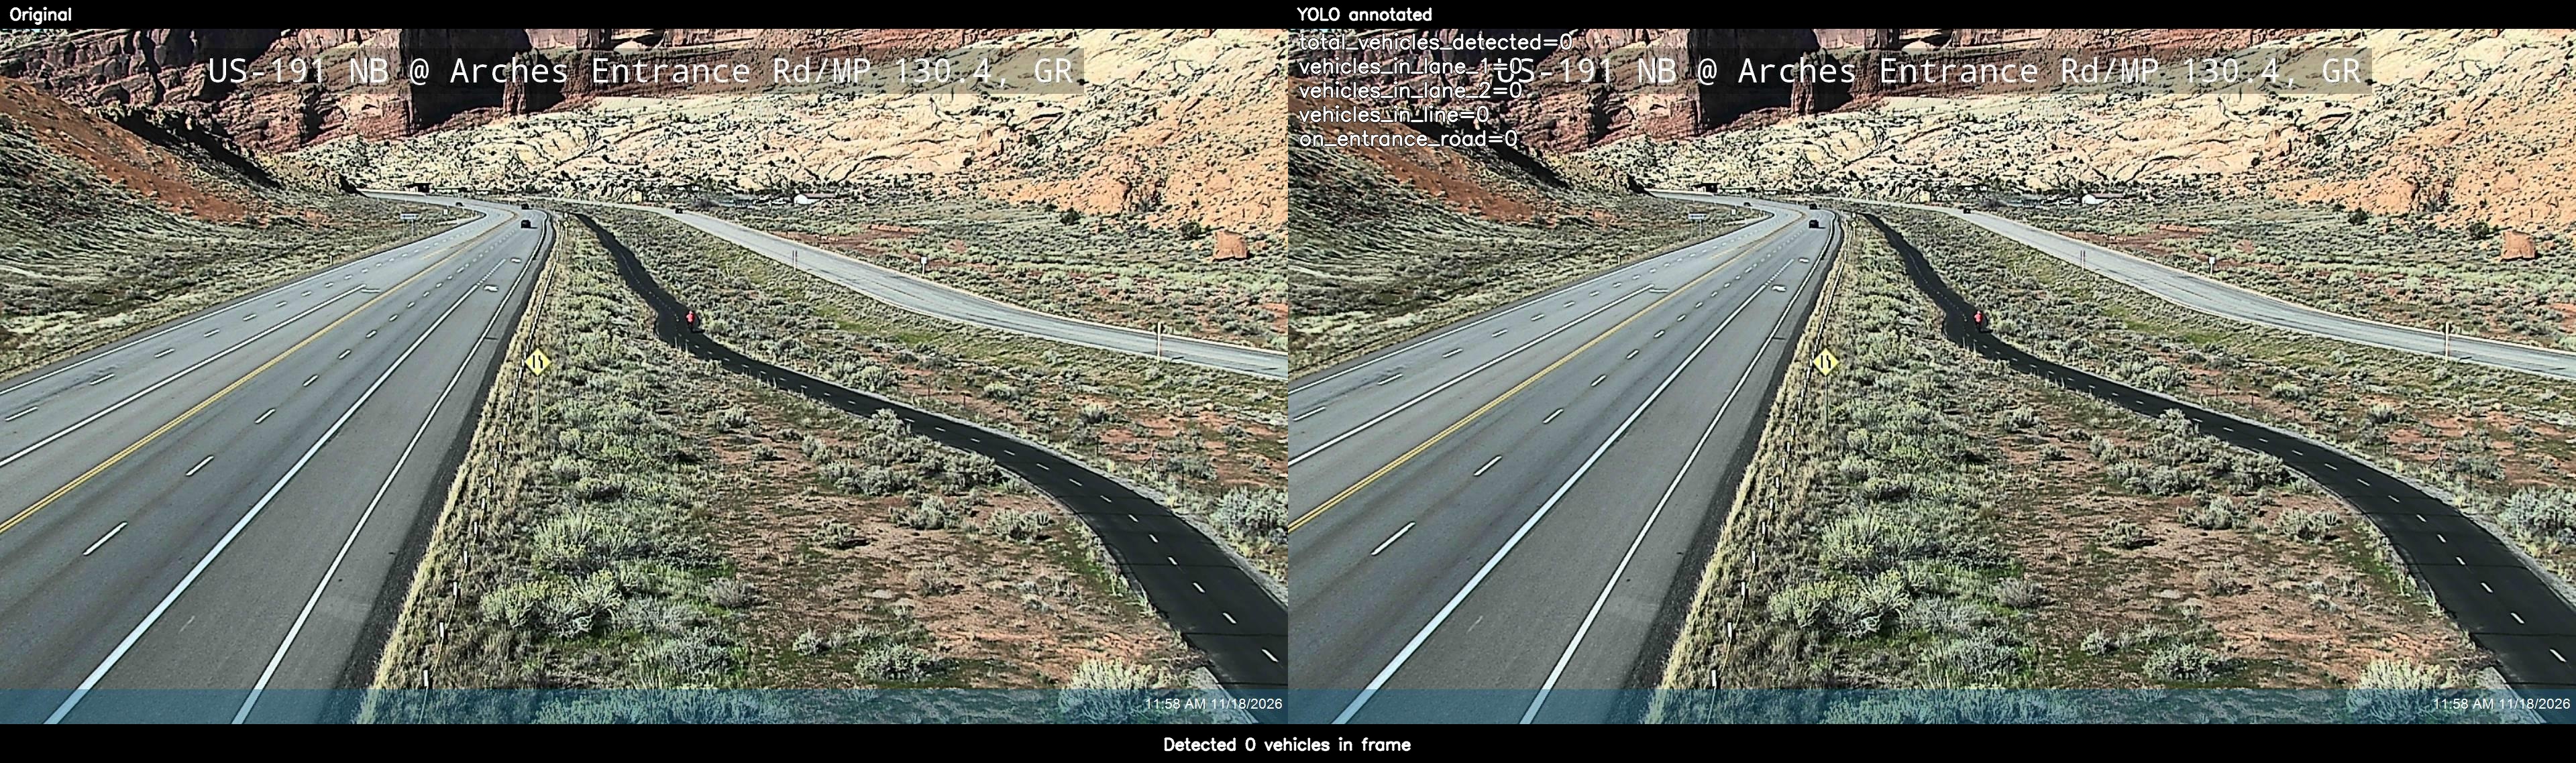 Original
US-191 NB @ Arches Entrance Rd/MP 130.4, GR
11:58 AM 11/18/2026
YOLO annotated
total_vehicles_detected=0
vehicles_in_lane_1=0
US-191 NB @ Arches Entrance Rd/MP 130.4, GR
vehicles_in_lane_2=0
vehicles_in_line=0
on_entrance_road=0
11:58 AM 11/18/2026
Detected 0 vehicles in frame